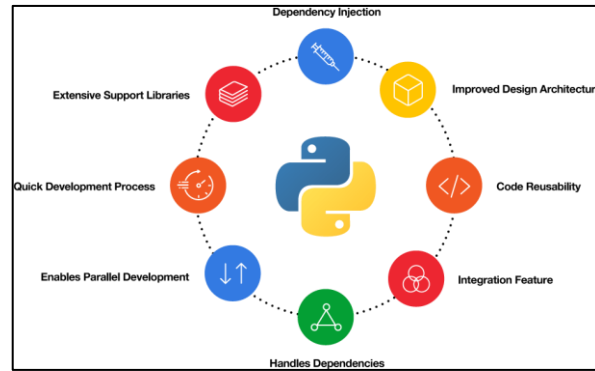 Dependency Injection
Extensive Support Libraries
Improved Design Architectur
Quick Development Process
Code Reusability
Enables Parallel Development
Integration Feature
Handles Dependencies